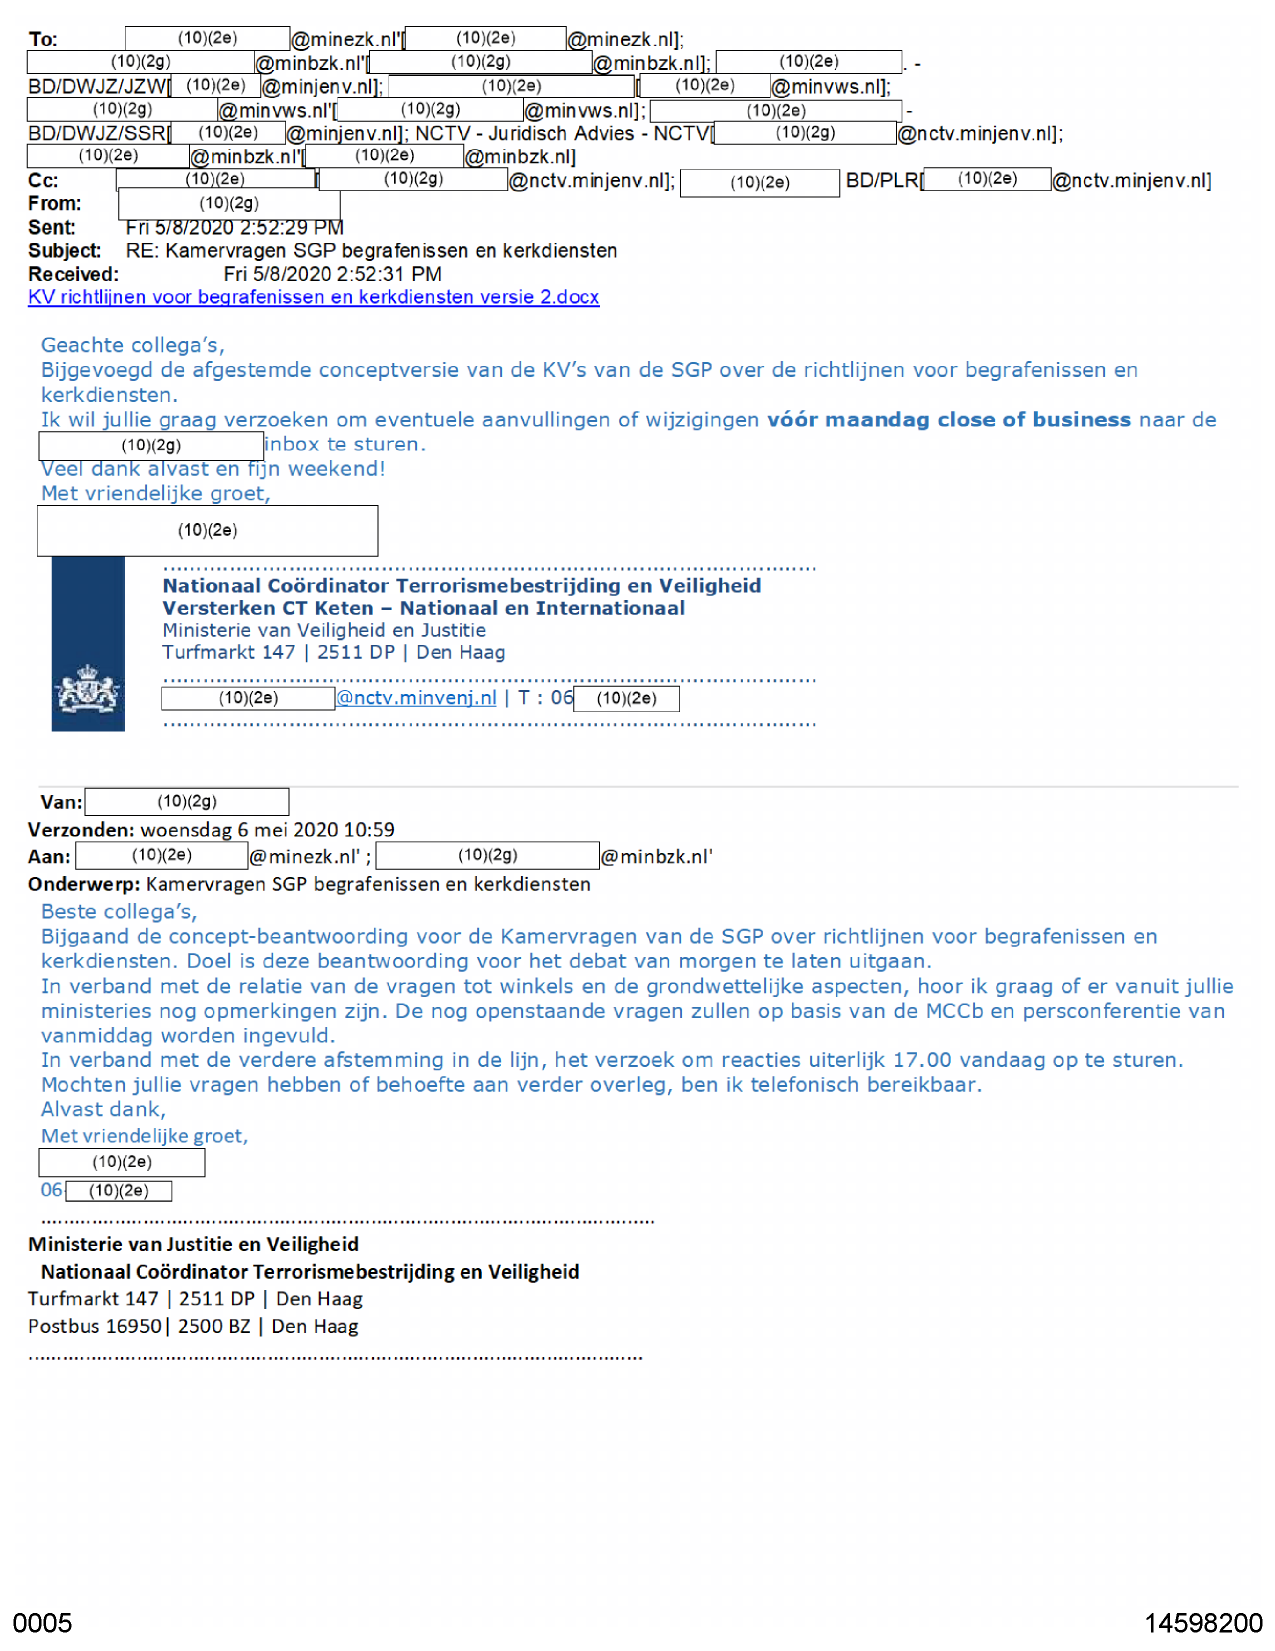 To: (10)(2e) @minezk.nl'[ (10)(2e) @minezk.nl];
(10)(2g) @minbzk.nl'[ (10)(2g) @minbzk.nl]; (10)(2e) . -
BD/DWJZ/JZW[ (10)(2e) @minjenv.nl]; (10)(2e) [ (10)(2e) @minvws.nl];
(10)(2g) @minvws.nl'[ (10)(2g) @minvws.nl]; (10)(2e) -
BD/DWJZ/SSR[ (10)(2e) @minjenv.nl]; NCTV - Juridisch Advies - NCTV[ (10)(2g) @nctv.minjenv.nl];
(10)(2e) @minbzk.nl'[ (10)(2e) @minbzk.nl]
Cc: (10)(2e) [ (10)(2g) @nctv.minjenv.nl]; (10)(2e) BD/PLR[ (10)(2e) @nctv.minjenv.nl]
From: (10)(2g)
Sent: Fri 5/8/2020 2:52:29 PM
Subject: RE: Kamervragen SGP begrafenissen en kerkdiensten
Received: Fri 5/8/2020 2:52:31 PM
KV richtlijnen voor begrafenissen en kerkdiensten versie 2.docx
Geachte collega's,
Bijgevoegd de afgestemde conceptversie van de KV's van de SGP over de richtlijnen voor begrafenissen en
kerkdiensten.
Ik wil jullie graag verzoeken om eventuele aanvullingen of wijzigingen vóór maandag close of business naar de
(10)(2g) inbox te sturen.
Veel dank alvast en fijn weekend!
Met vriendelijke groet,
(10)(2e)
Nationaal Coördinator Terrorismebestrijding en Veiligheid
Versterken CT Keten – Nationaal en Internationaal
Ministerie van Veiligheid en Justitie
Turfmarkt 147 | 2511 DP | Den Haag
(10)(2e) @nctv.minvenj.nl | T : 06 (10)(2e)
Van: (10)(2g)
Verzonden: woensdag 6 mei 2020 10:59
Aan: (10)(2e) @minezk.nl' ; (10)(2g) @minbzk.nl'
Onderwerp: Kamervragen SGP begrafenissen en kerkdiensten
Beste collega's,
Bijgaand de concept-beantwoording voor de Kamervragen van de SGP over richtlijnen voor begrafenissen en
kerkdiensten. Doel is deze beantwoording voor het debat van morgen te laten uitgaan.
In verband met de relatie van de vragen tot winkels en de grondwettelijke aspecten, hoor ik graag of er vanuit jullie
ministeries nog opmerkingen zijn. De nog openstaande vragen zullen op basis van de MCCb en persconferentie van
vanmiddag worden ingevuld.
In verband met de verdere afstemming in de lijn, het verzoek om reacties uiterlijk 17.00 vandaag op te sturen.
Mochten jullie vragen hebben of behoefte aan verder overleg, ben ik telefonisch bereikbaar.
Alvast dank,
Met vriendelijke groet,
(10)(2e)
06- (10)(2e)
Ministerie van Justitie en Veiligheid
Nationaal Coördinator Terrorismebestrijding en Veiligheid
Turfmarkt 147 | 2511 DP | Den Haag
Postbus 16950| 2500 BZ | Den Haag
0005 14598200